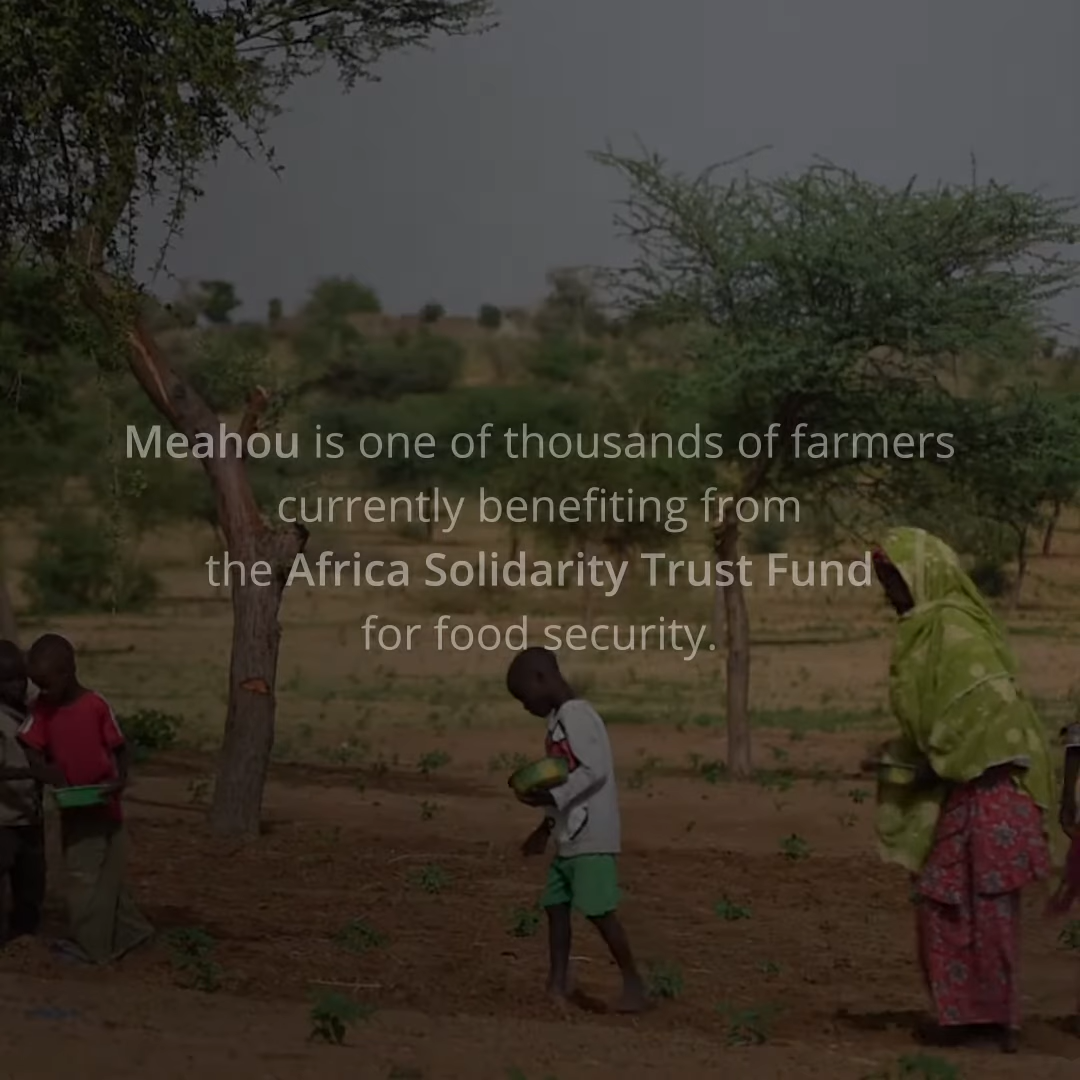 Meahou is one of thousands of farmers
currently benefiting from
the Africa Solidarity Trust Fund
for food security.